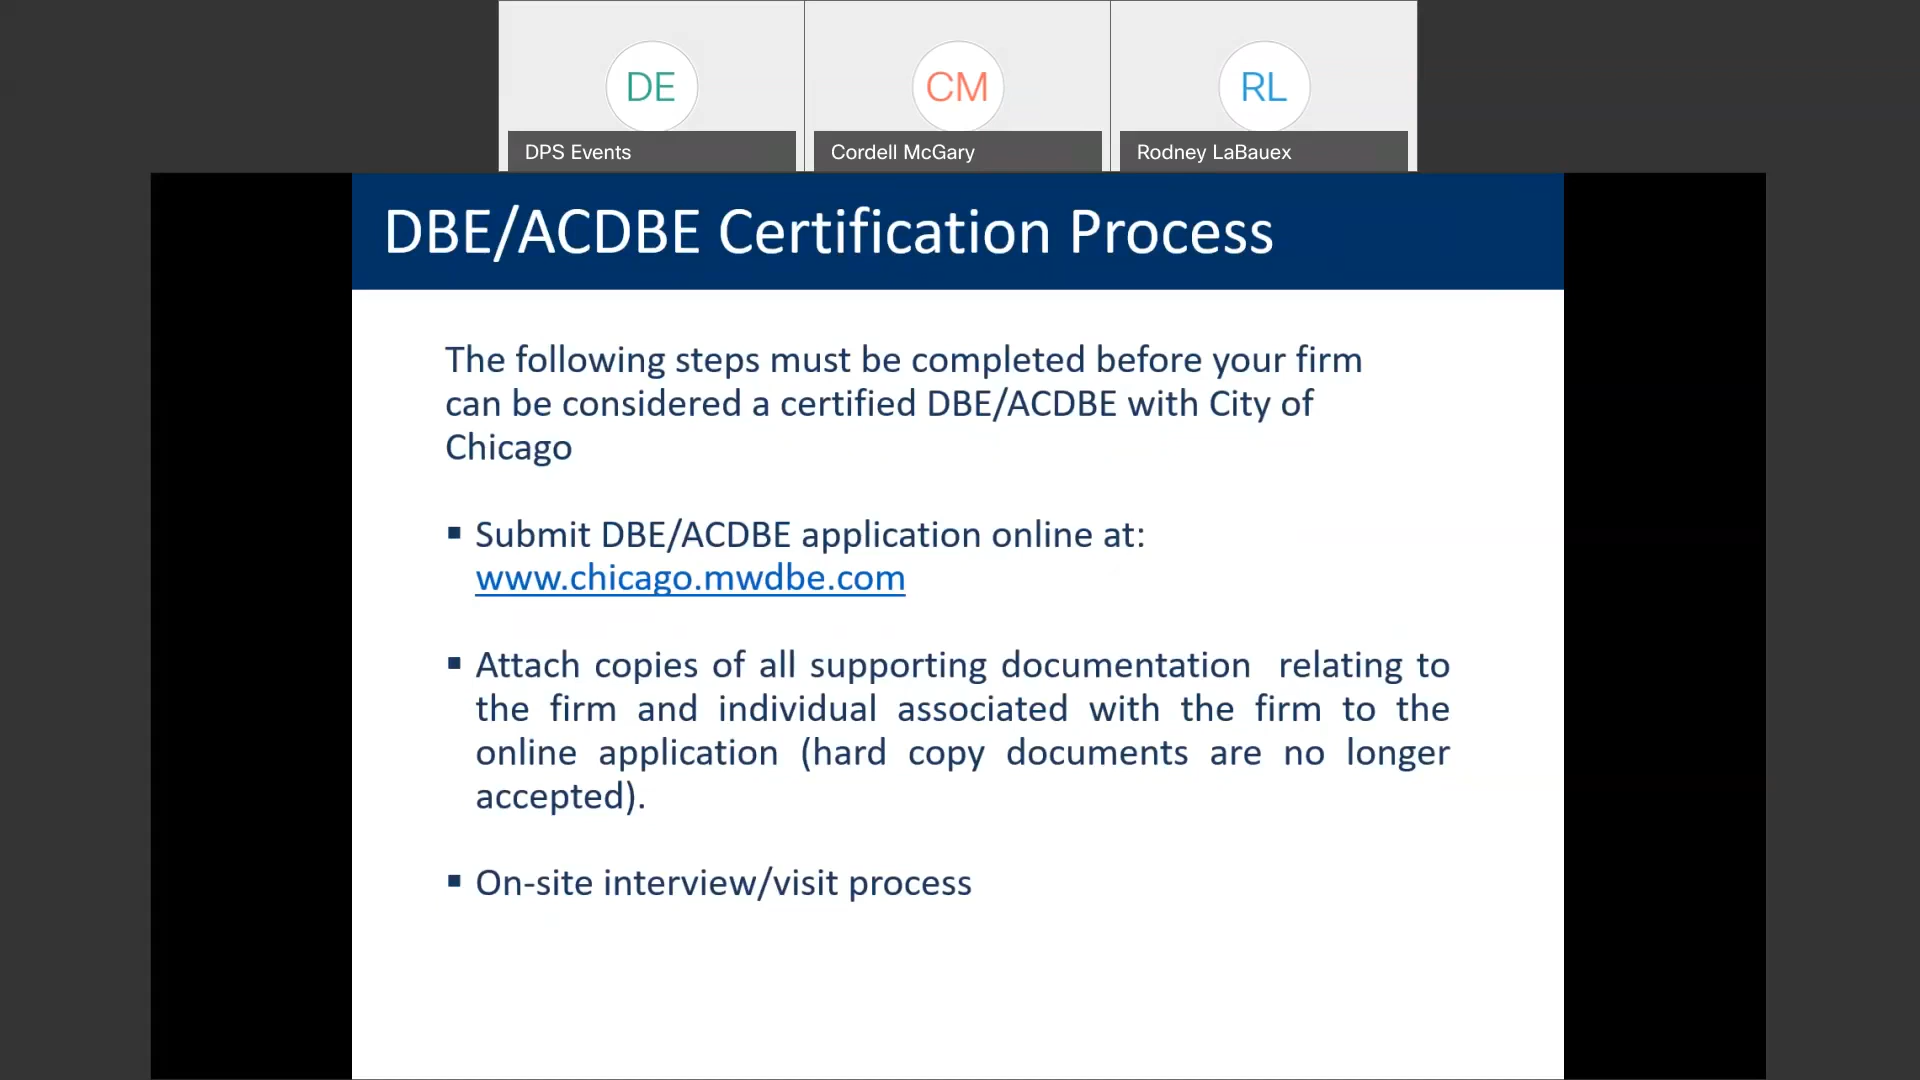 DE
CM
RL
DPS Events
Cordell McGary
Rodney LaBauex
DBE/ACDBE Certification Process
The following steps must be completed before your firm
can be considered a certified DBE/ACDBE with City of
Chicago
▪ Submit DBE/ACDBE application online at:
www.chicago.mwdbe.com
▪ Attach copies of all supporting documentation relating to
the firm and individual associated with the firm to the
online application (hard copy documents are no longer
accepted).
▪ On-site interview/visit process